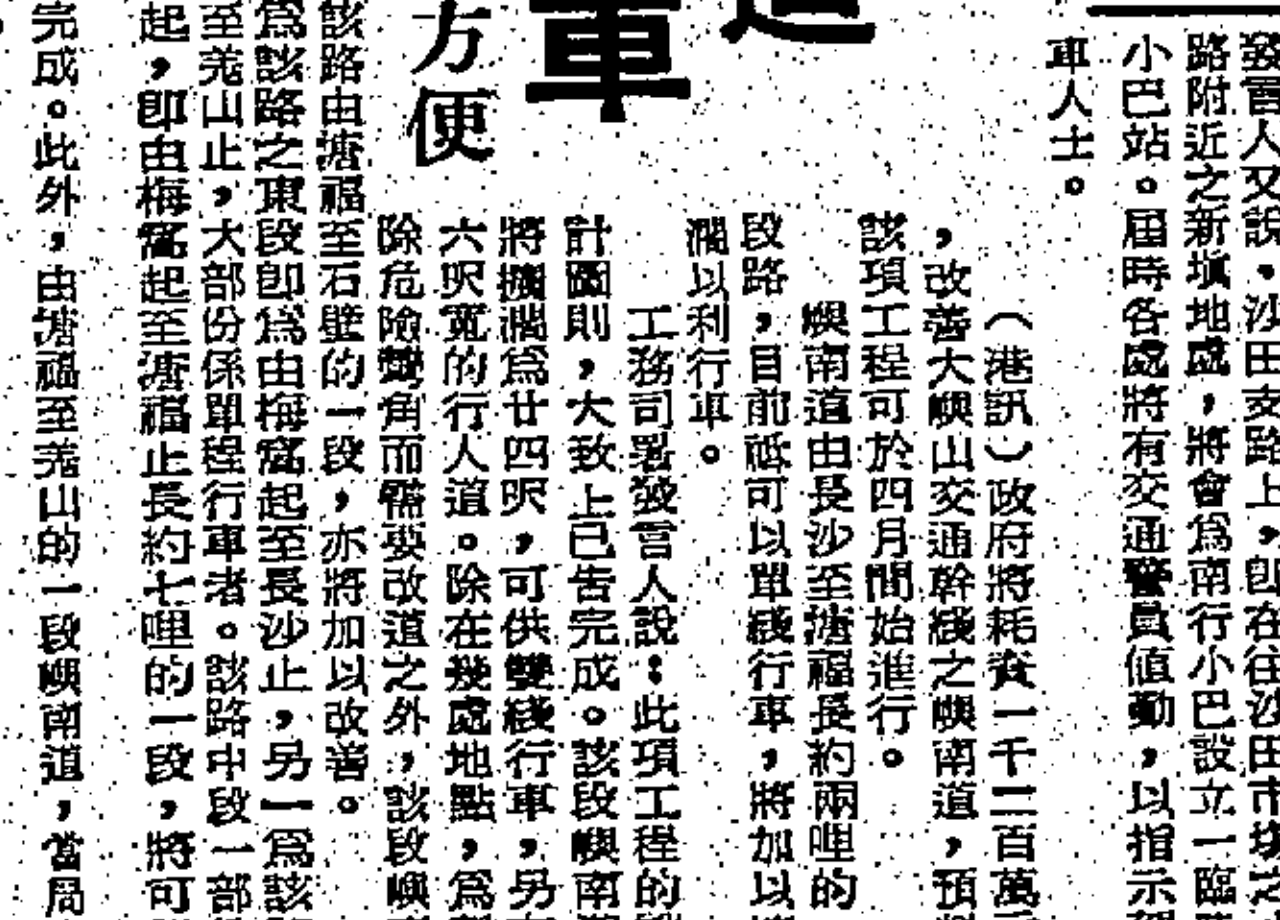 發言人又說。沙田支路上,卽在往沙田市塲之
路附近之新塡地處,將會爲南行小巴設立一臨
小巴站。屆時各處將有交通警員値勤,以指示
車人士。
車
方便
(港訊)政府將耗資一千二百萬
,改善大嶼山交通幹綫之嶼南道,預
該項工程可於四月間始進行。
嶼南道由長沙至塘福長約兩哩的
段路,目前祗可以單綫行車,將加以
濶以利行車。
工務司署發言人說:此項工程的
計圖則,大致上已告完成。該段嶼南
將擴濶爲廿四呎,可供雙綫行車,另
六呎寬的行人道。除在幾處地點,爲
除危險彎角而需要改道之外,該段嶼
該路由塘福至石壁的一段,亦將加以改善。
爲該路之東段卽爲由梅窩起至長沙止,另一爲該
至羗山止,大部份係單程行車者。該路中段一部
起,卽由梅窩起至塘福止長約七哩的一段,將可
完成。此外,由塘福至羗山的一段嶼南道,當局